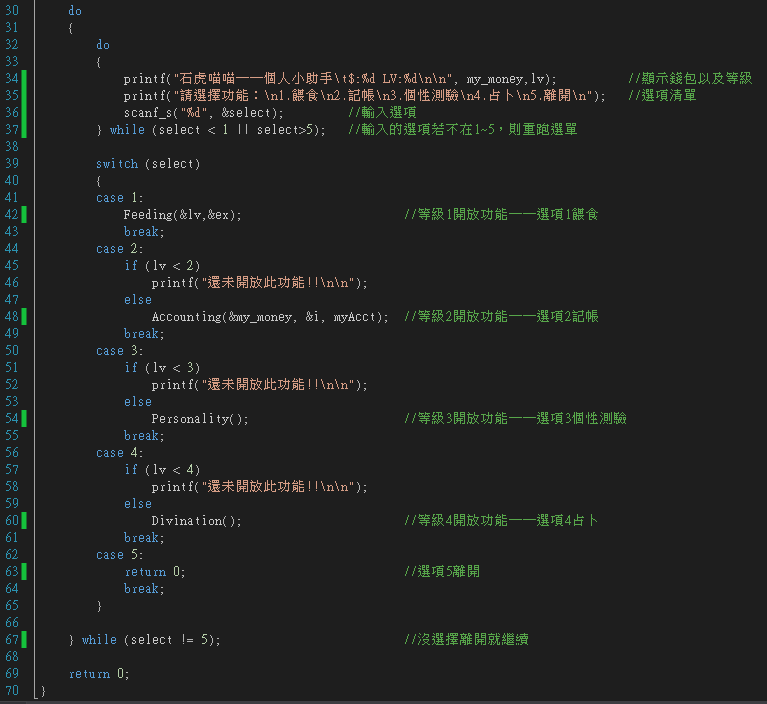 30 do
31 {
32 do
33 {
34 printf("石虎喵喵——個人小助手\t$:%d LV:%d\n\n", my_money,lv); //顯示錢包以及等級
35 printf("請選擇功能：\n1.餵食\n2.記帳\n3.個性測驗\n4.占卜\n5.離開\n"); //選項清單
36 scanf_s("%d", &select); //輸入選項
37 } while (select < 1 || select>5); //輸入的選項若不在1~5，則重跑選單
38
39 switch (select)
40 {
41 case 1:
42 Feeding(&lv,&ex); //等級1開放功能——選項1餵食
43 break;
44 case 2:
45 if (lv < 2)
46 printf("還未開放此功能!!\n\n");
47 else
48 Accounting(&my_money, &i, myAcct); //等級2開放功能——選項2記帳
49 break;
50 case 3:
51 if (lv < 3)
52 printf("還未開放此功能!!\n\n");
53 else
54 Personality(); //等級3開放功能——選項3個性測驗
55 break;
56 case 4:
57 if (lv < 4)
58 printf("還未開放此功能!!\n\n");
59 else
60 Divination(); //等級4開放功能——選項4占卜
61 break;
62 case 5:
63 return 0; //選項5離開
64 break;
65 }
66
67 } while (select != 5); //沒選擇離開就繼續
68
69 return 0;
70 }